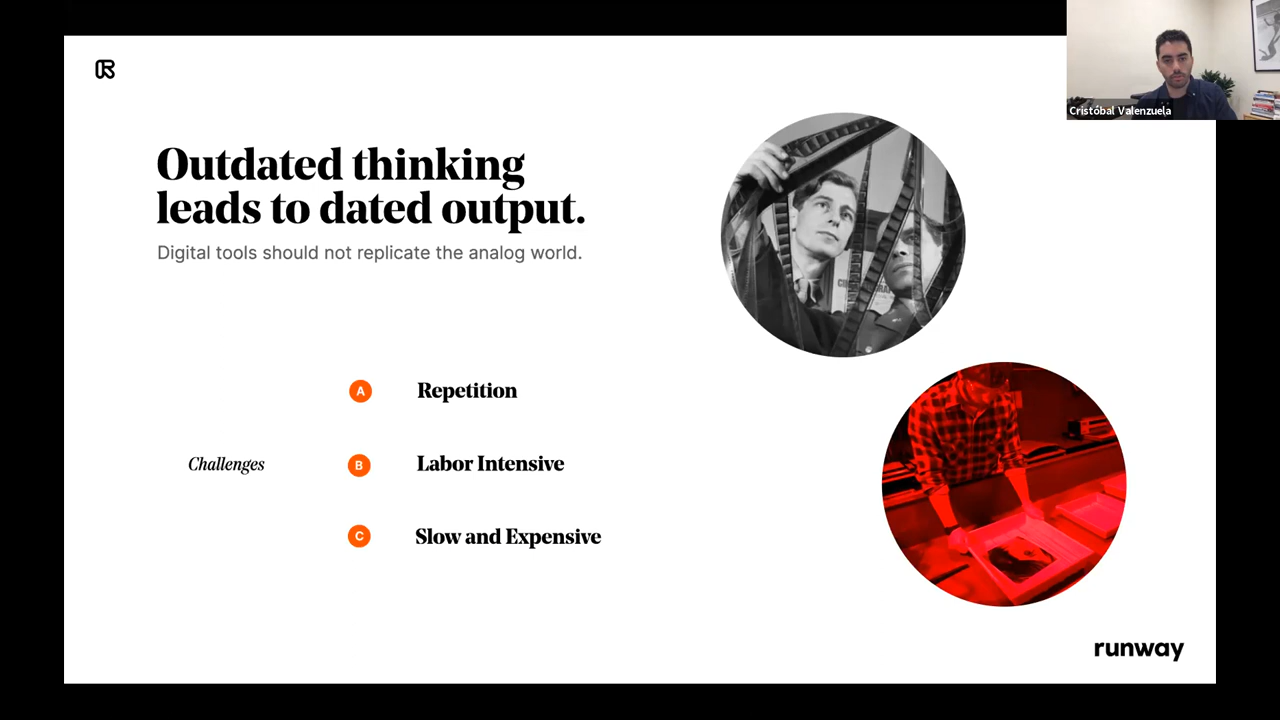 Cristóbal Valenzuela
Outdated thinking
leads to dated output.
Digital tools should not replicate the analog world.
Challenges
A Repetition
B Labor Intensive
C Slow and Expensive
runway